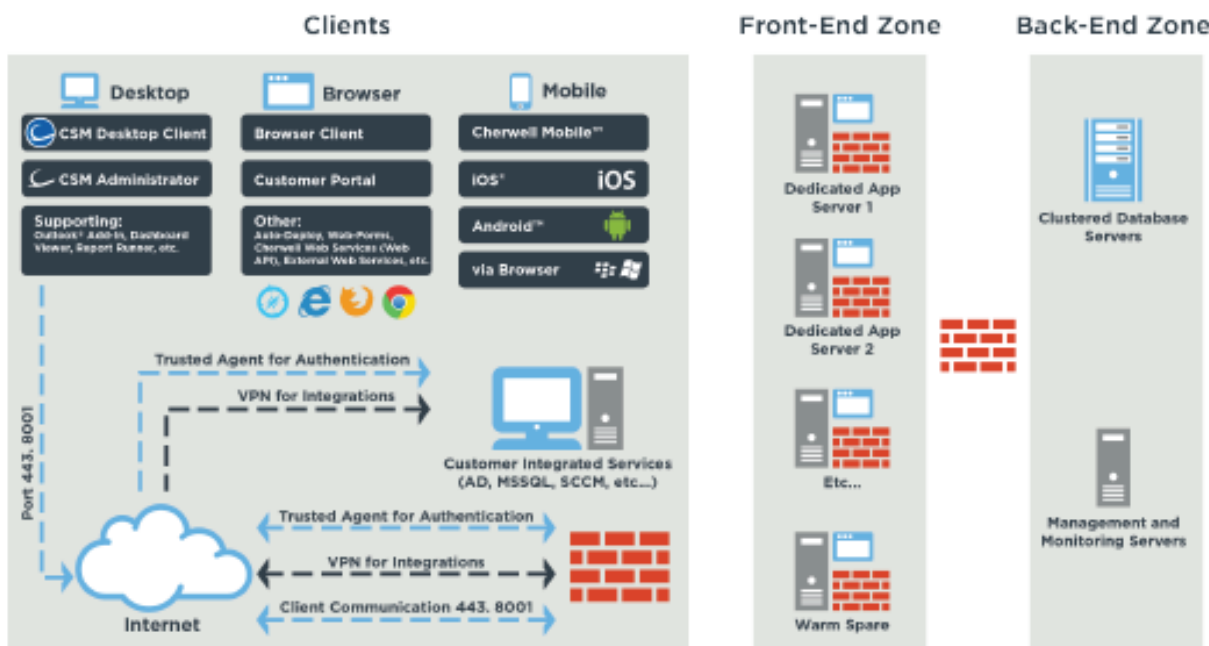 Clients
Front-End Zone
Back-End Zone
Desktop
CSM Desktop Client
CSM Administrator
Supporting:
Outlook® Add-In, Dashboard
Viewer, Report Runner, etc.
Browser
Browser Client
Customer Portal
Other:
Auto-Deploy, Web-Forms,
Cherwell Web Services (Web
API), External Web Services, etc.
Mobile
Cherwell Mobile℠
iOS®
iOS
Android™
via Browser
Port 443. 8001
Trusted Agent for Authentication
VPN for Integrations
Customer Integrated Services
(AD, MSSQL, SCCM, etc...)
Internet
Trusted Agent for Authentication
VPN for Integrations
Client Communication 443. 8001
Dedicated App
Server 1
Dedicated App
Server 2
Etc...
Warm Spare
Clustered Database
Servers
Management and
Monitoring Servers